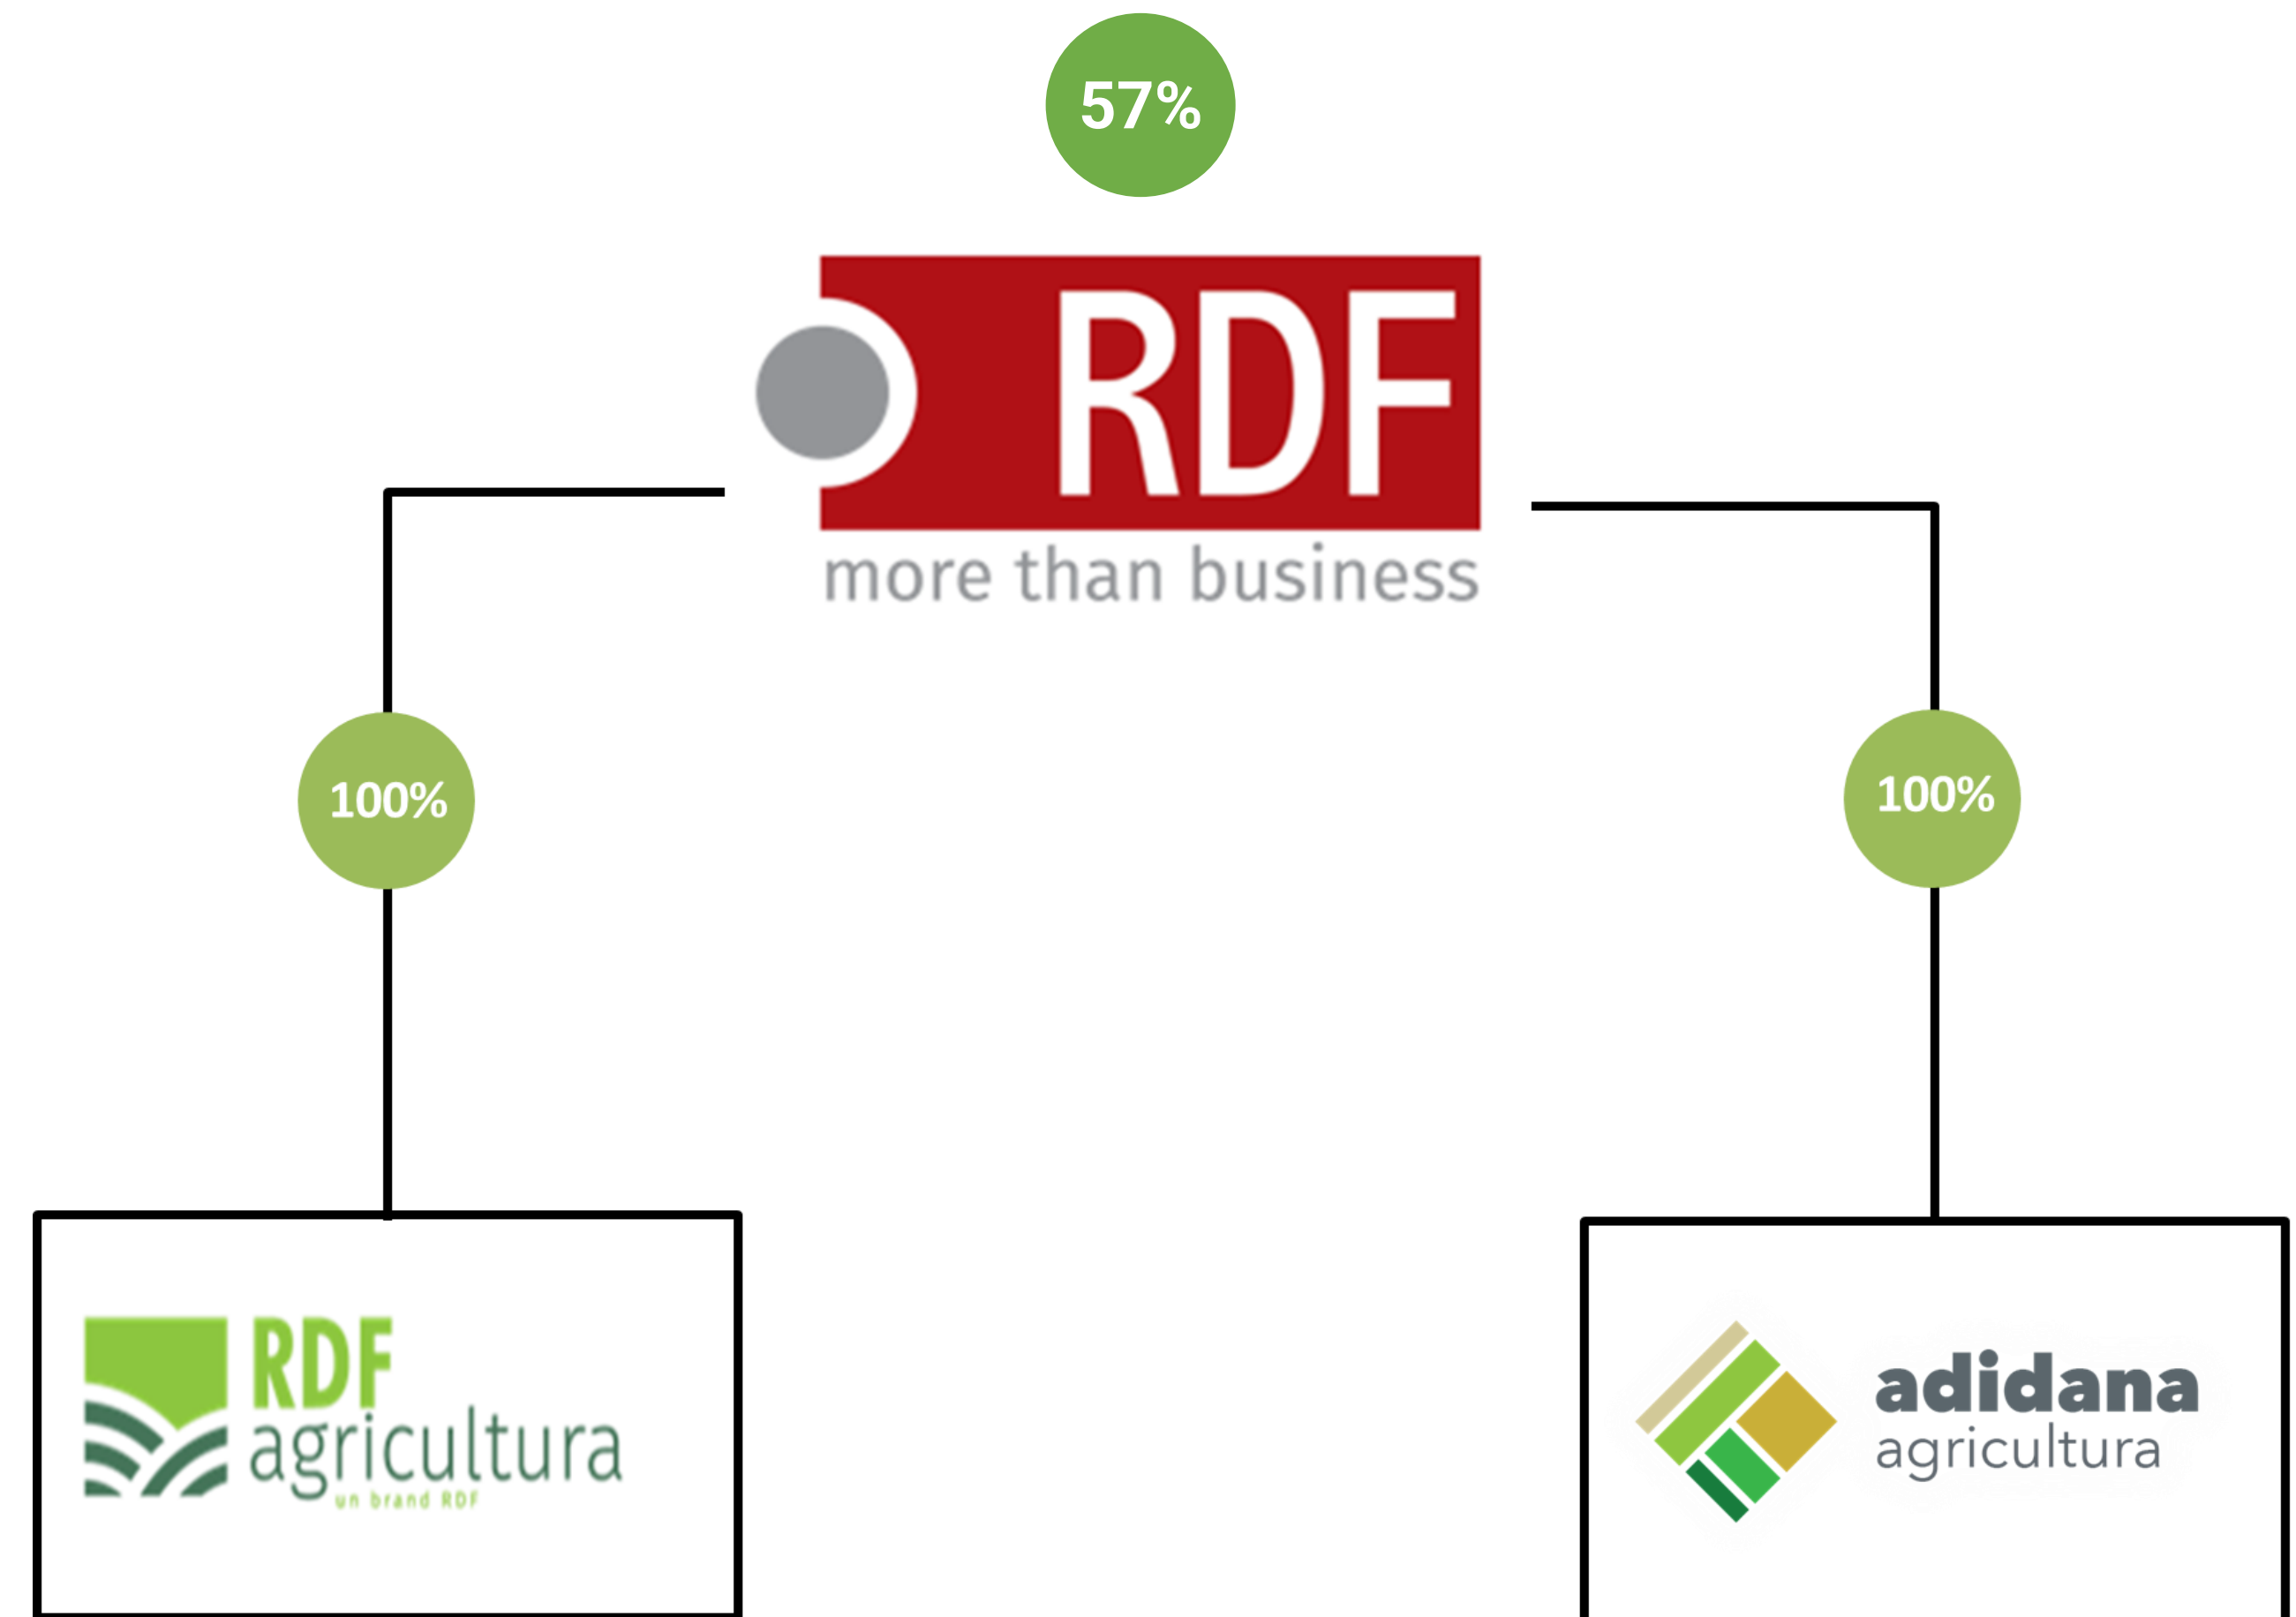 57%
RDF
more than business
100%
100%
RDF
agricultura
un brand RDF
adidana
agricultura